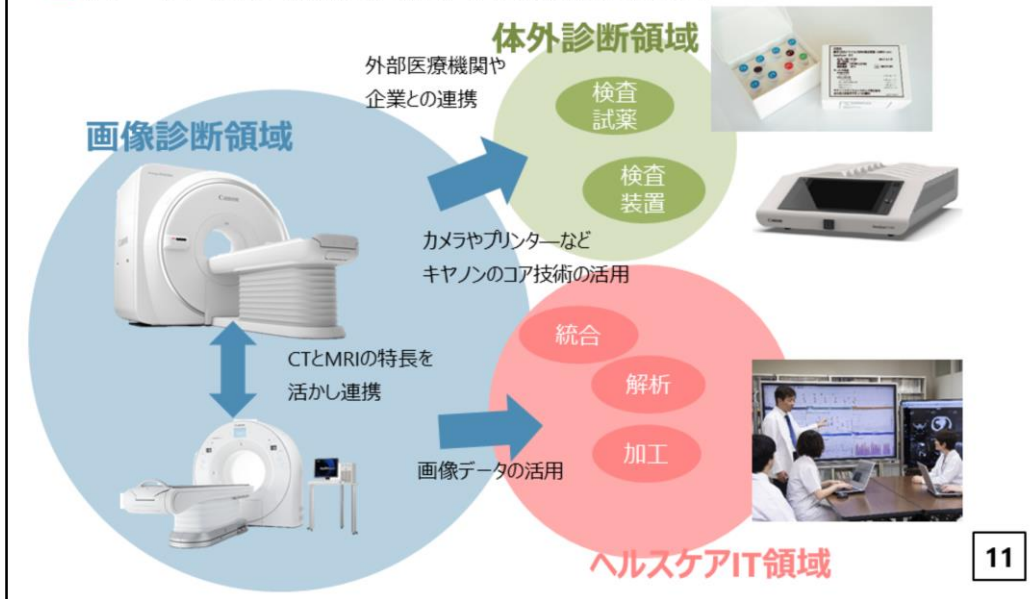 体外診断領域
外部医療機関や
企業との連携
検査
試薬
画像診断領域
検査
装置
Canon
カメラやプリンターなど
キヤノンのコア技術の活用
統合
CTとMRIの特長を
活かし連携
解析
加工
画像データの活用
ヘルスケアIT領域
11